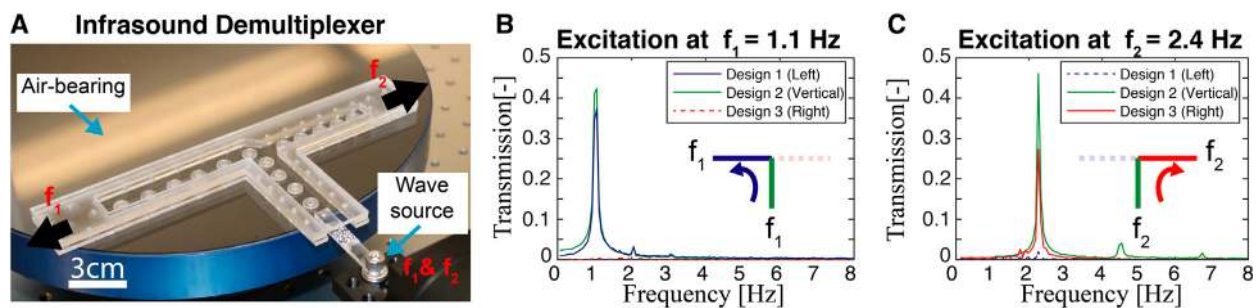 A Infrasound Demultiplexer
Air-bearing
f2
f1
Wave
source
f1 & f2
3cm
B Excitation at f1 = 1.1 Hz
Transmission[-]
0.5
0.4
0.3
0.2
0.1
0
Design 1 (Left)
Design 2 (Vertical)
Design 3 (Right)
f1
f1
0 1 2 3 4 5 6 7 8
Frequency [Hz]
C Excitation at f2 = 2.4 Hz
Transmission[-]
0.5
0.4
0.3
0.2
0.1
0
Design 1 (Left)
Design 2 (Vertical)
Design 3 (Right)
f2
f2
0 1 2 3 4 5 6 7 8
Frequency [Hz]